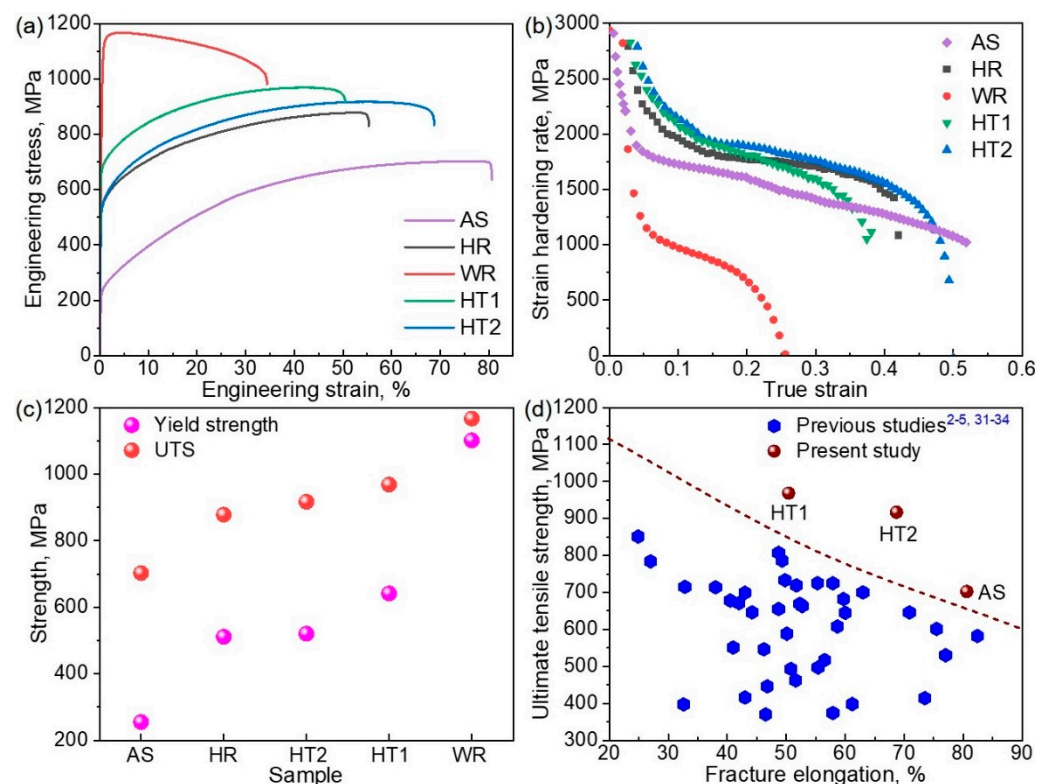 (a)
1200
1000
800
600
400
200
0
Engineering stress, MPa
AS
HR
WR
HT1
HT2
0 10 20 30 40 50 60 70 80
Engineering strain, %
(b)
3000
2500
2000
1500
1000
500
0
Strain hardening rate, MPa
AS
HR
WR
HT1
HT2
0.0 0.1 0.2 0.3 0.4 0.5 0.6
True strain
(c)
1200
1000
800
600
400
200
Strength, MPa
Yield strength
UTS
AS HR HT2 HT1 WR
Sample
(d)
1200
1100
1000
900
800
700
600
500
400
300
Ultimate tensile strength, MPa
Previous studies2-5, 31-34
Present study
HT1
HT2
AS
20 30 40 50 60 70 80 90
Fracture elongation, %